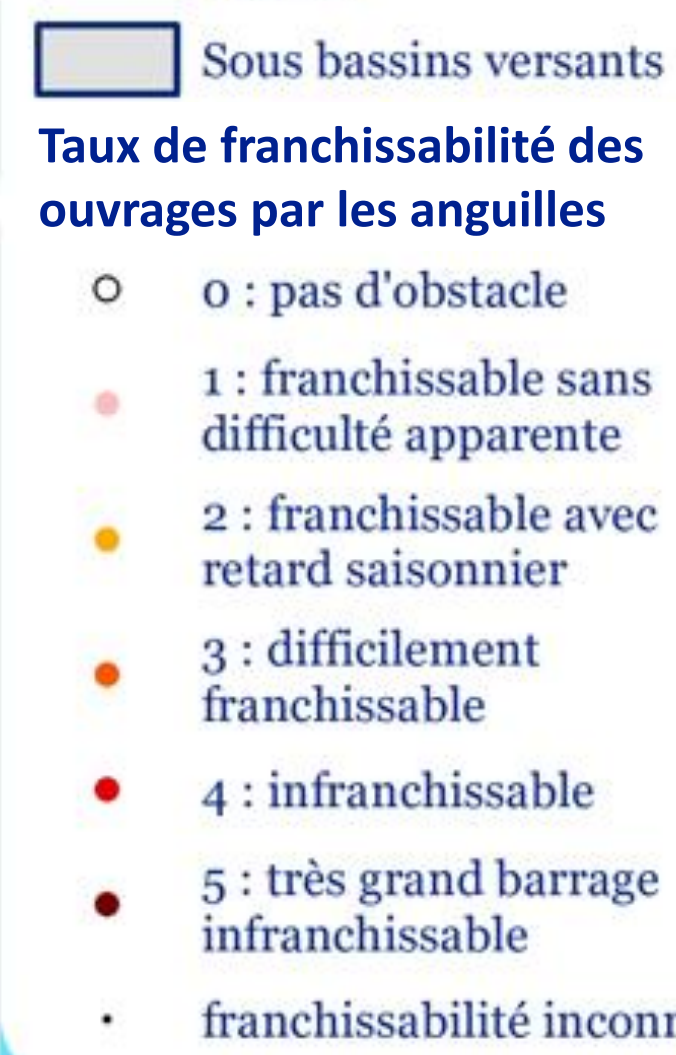 Sous bassins versants
Taux de franchissabilité des
ouvrages par les anguilles
0 : pas d'obstacle
1 : franchissable sans
difficulté apparente
2 : franchissable avec
retard saisonnier
3 : difficilement
franchissable
4 : infranchissable
5 : très grand barrage
infranchissable
franchissabilité